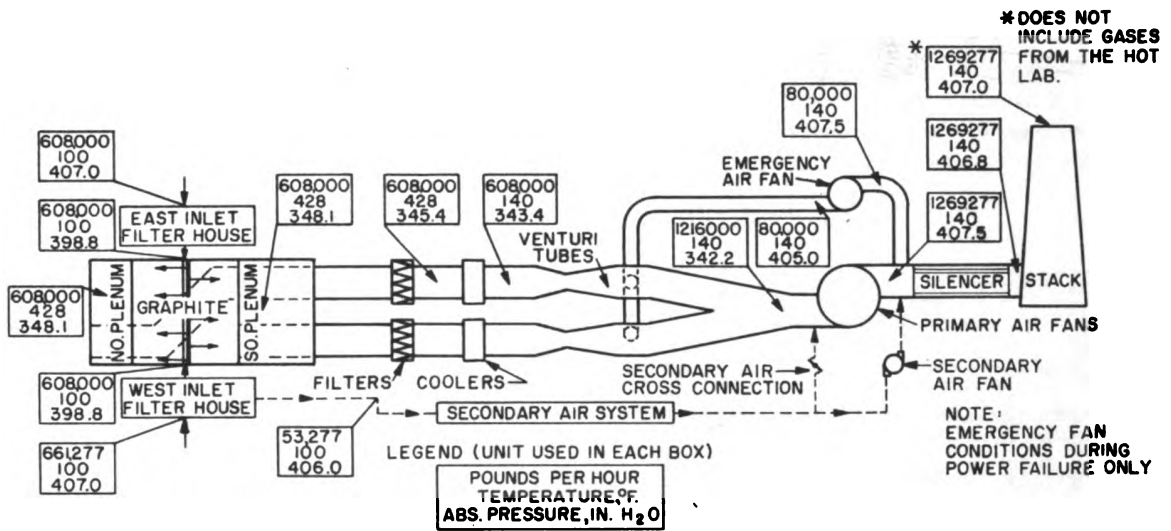 *DOES NOT
INCLUDE GASES
FROM THE HOT
LAB.
*
1269277
140
407.0
80,000
140
407.5
1269277
140
406.8
608,000
100
407.0
EMERGENCY
AIR FAN
608,000
428
348.1
608,000
428
345.4
608,000
140
343.4
1269277
140
407.5
608,000
100
398.8
EAST INLET
FILTER HOUSE
VENTURI
TUBES
1216000
140
342.2
80,000
140
405.0
608,000
428
348.1
NO. PLENUM
GRAPHITE
SO. PLENUM
SILENCER
STACK
PRIMARY AIR FANS
608,000
100
398.8
WEST INLET
FILTER HOUSE
FILTERS
COOLERS
SECONDARY AIR
CROSS CONNECTION
SECONDARY
AIR FAN
SECONDARY AIR SYSTEM
661,277
100
407.0
53,277
100
406.0
NOTE:
EMERGENCY FAN
CONDITIONS DURING
POWER FAILURE ONLY
LEGEND (UNIT USED IN EACH BOX)
POUNDS PER HOUR
TEMPERATURE, °F.
ABS. PRESSURE, IN. H₂O